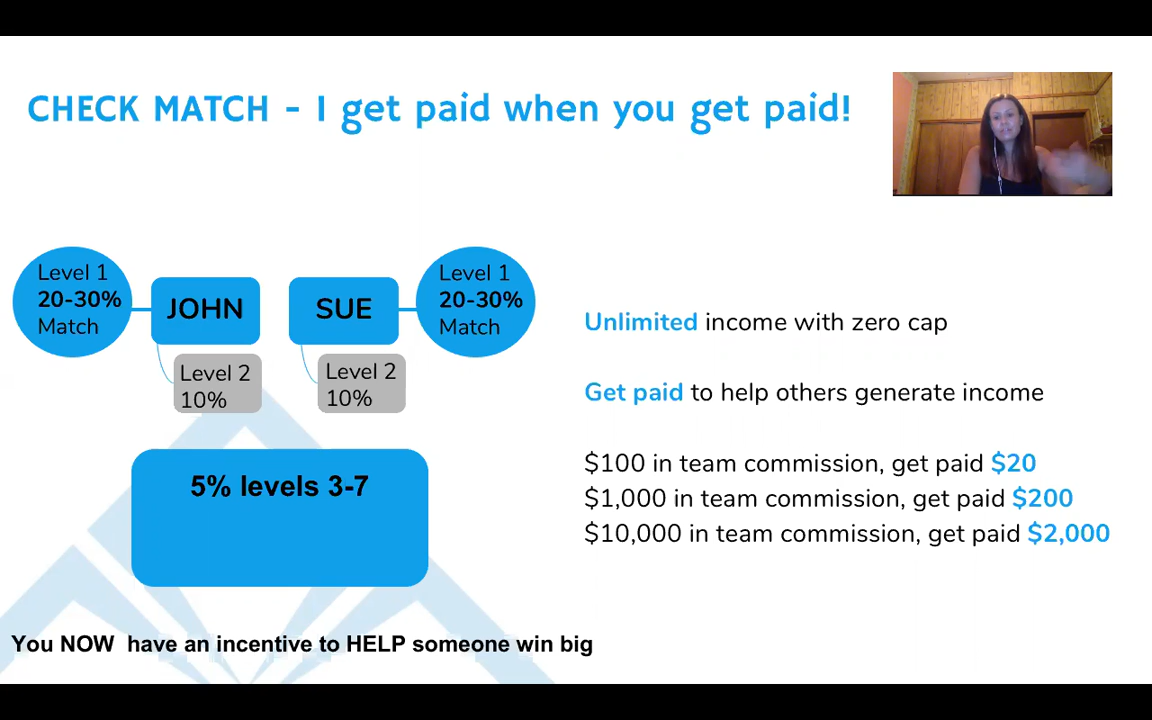 CHECK MATCH - I get paid when you get paid!
Level 1
20-30%
Match
JOHN
SUE
Level 1
20-30%
Match
Level 2
10%
Level 2
10%
5% levels 3-7
Unlimited income with zero cap
Get paid to help others generate income
$100 in team commission, get paid $20
$1,000 in team commission, get paid $200
$10,000 in team commission, get paid $2,000
You NOW have an incentive to HELP someone win big